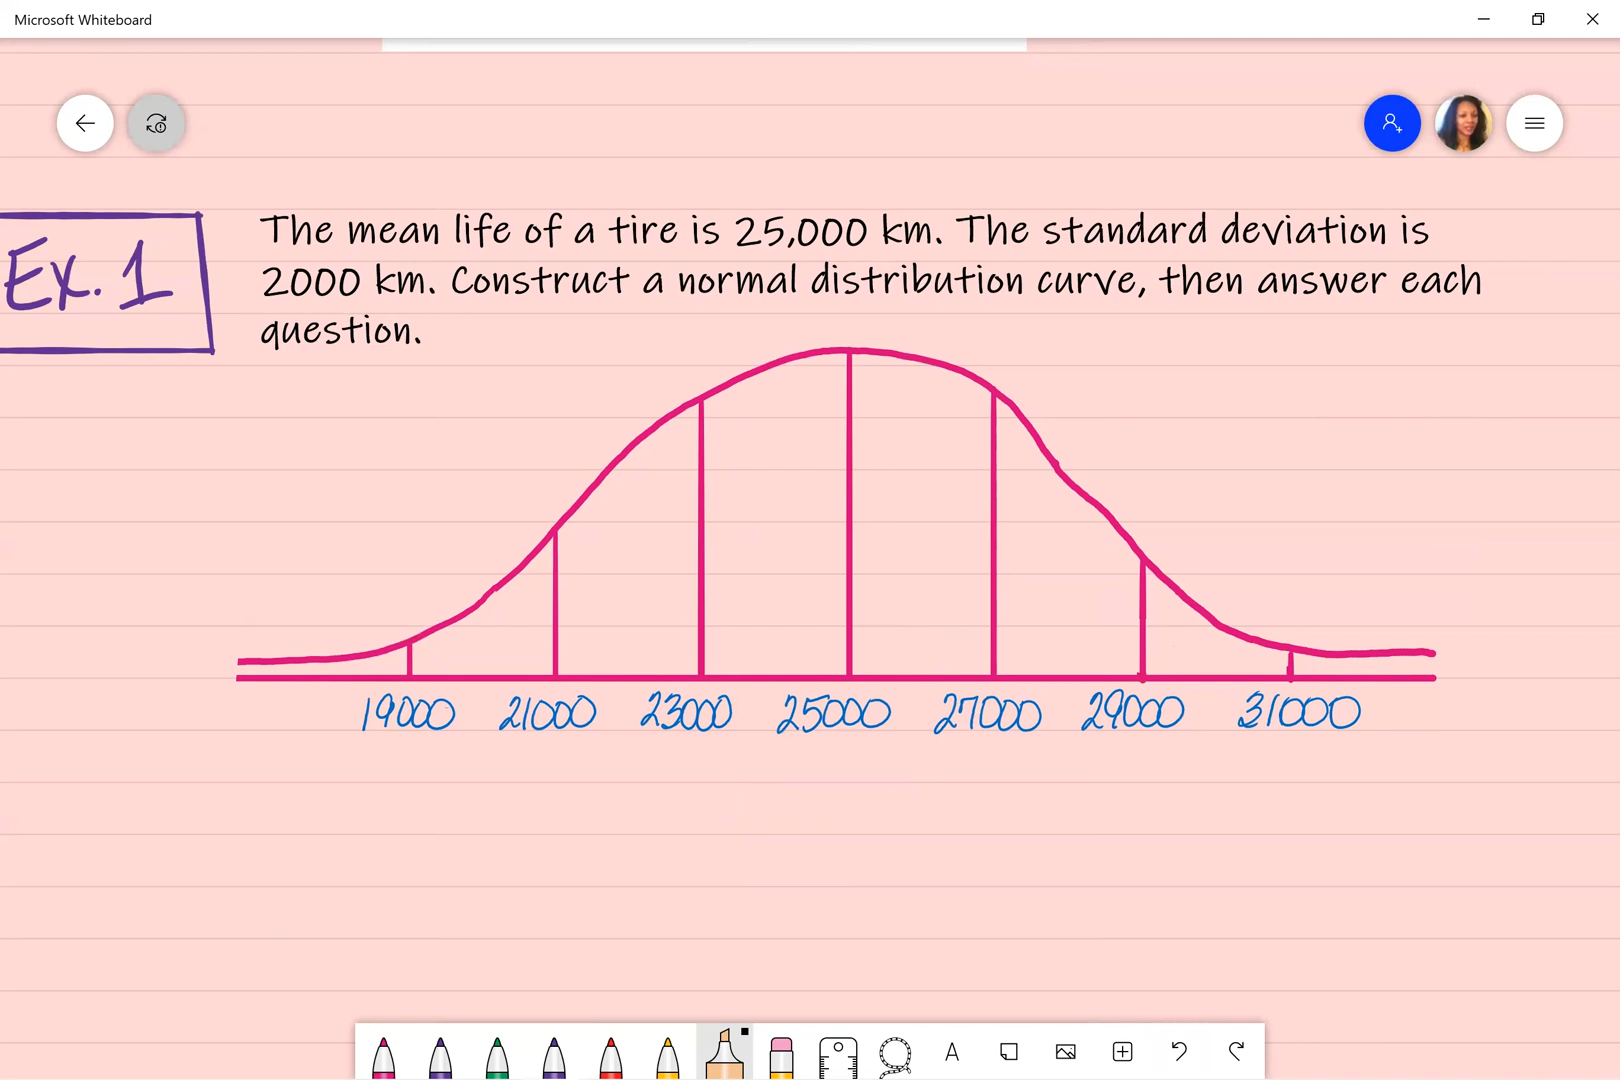 Microsoft Whiteboard
Ex. 1
The mean life of a tire is 25,000 km. The standard deviation is
2000 km. Construct a normal distribution curve, then answer each
question.
19000 21000 23000 25000 27000 29000 31000
A